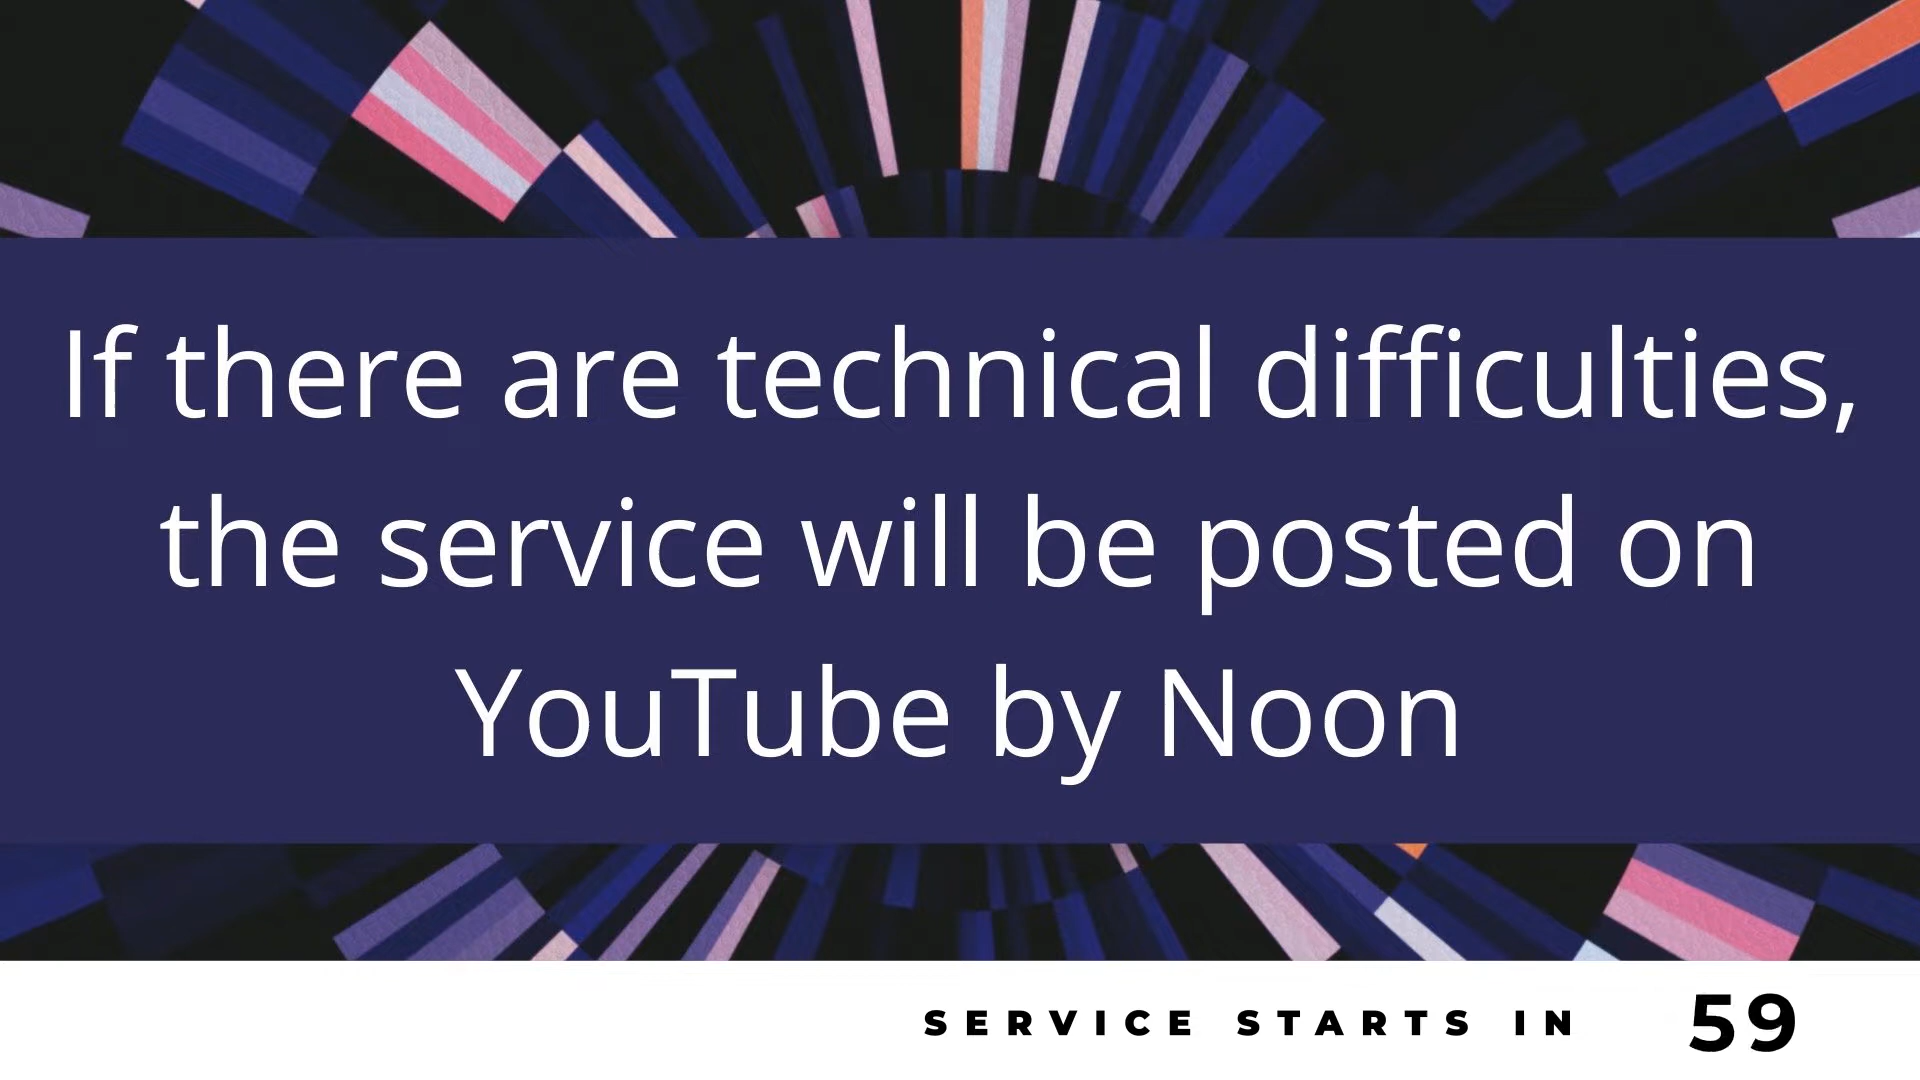 If there are technical difficulties,
the service will be posted on
YouTube by Noon
SERVICE STARTS IN 59